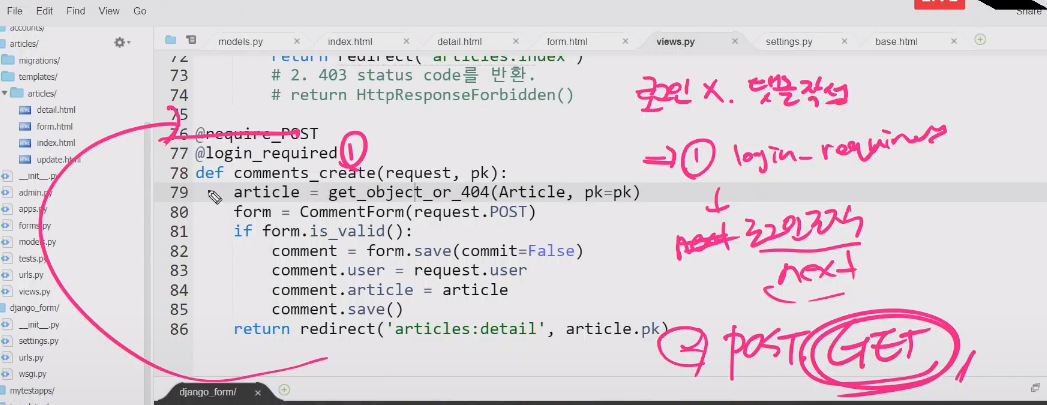 File Edit Find View Go
Share
accounts/
articles/
migrations/
templates/
articles/
detail.html
form.html
index.html
update.html
__init__.py
admin.py
apps.py
forms.py
models.py
tests.py
urls.py
views.py
django_form/
__init__.py
settings.py
urls.py
wsgi.py
mytestapps/
models.py
index.html
detail.html
form.html
views.py
settings.py
base.html
72 return redirect('articles:index')
73 # 2. 403 status code를 반환.
74 # return HttpResponseForbidden()
75
76 @require_POST
77 @login_required
78 def comments_create(request, pk):
79 article = get_object_or_404(Article, pk=pk)
80 form = CommentForm(request.POST)
81 if form.is_valid():
82 comment = form.save(commit=False)
83 comment.user = request.user
84 comment.article = article
85 comment.save()
86 return redirect('articles:detail', article.pk)
django_form/
2
①
로그인 X. 댓글작성
⇒ ① login_required
↓
로그인로직
next
② POST GET